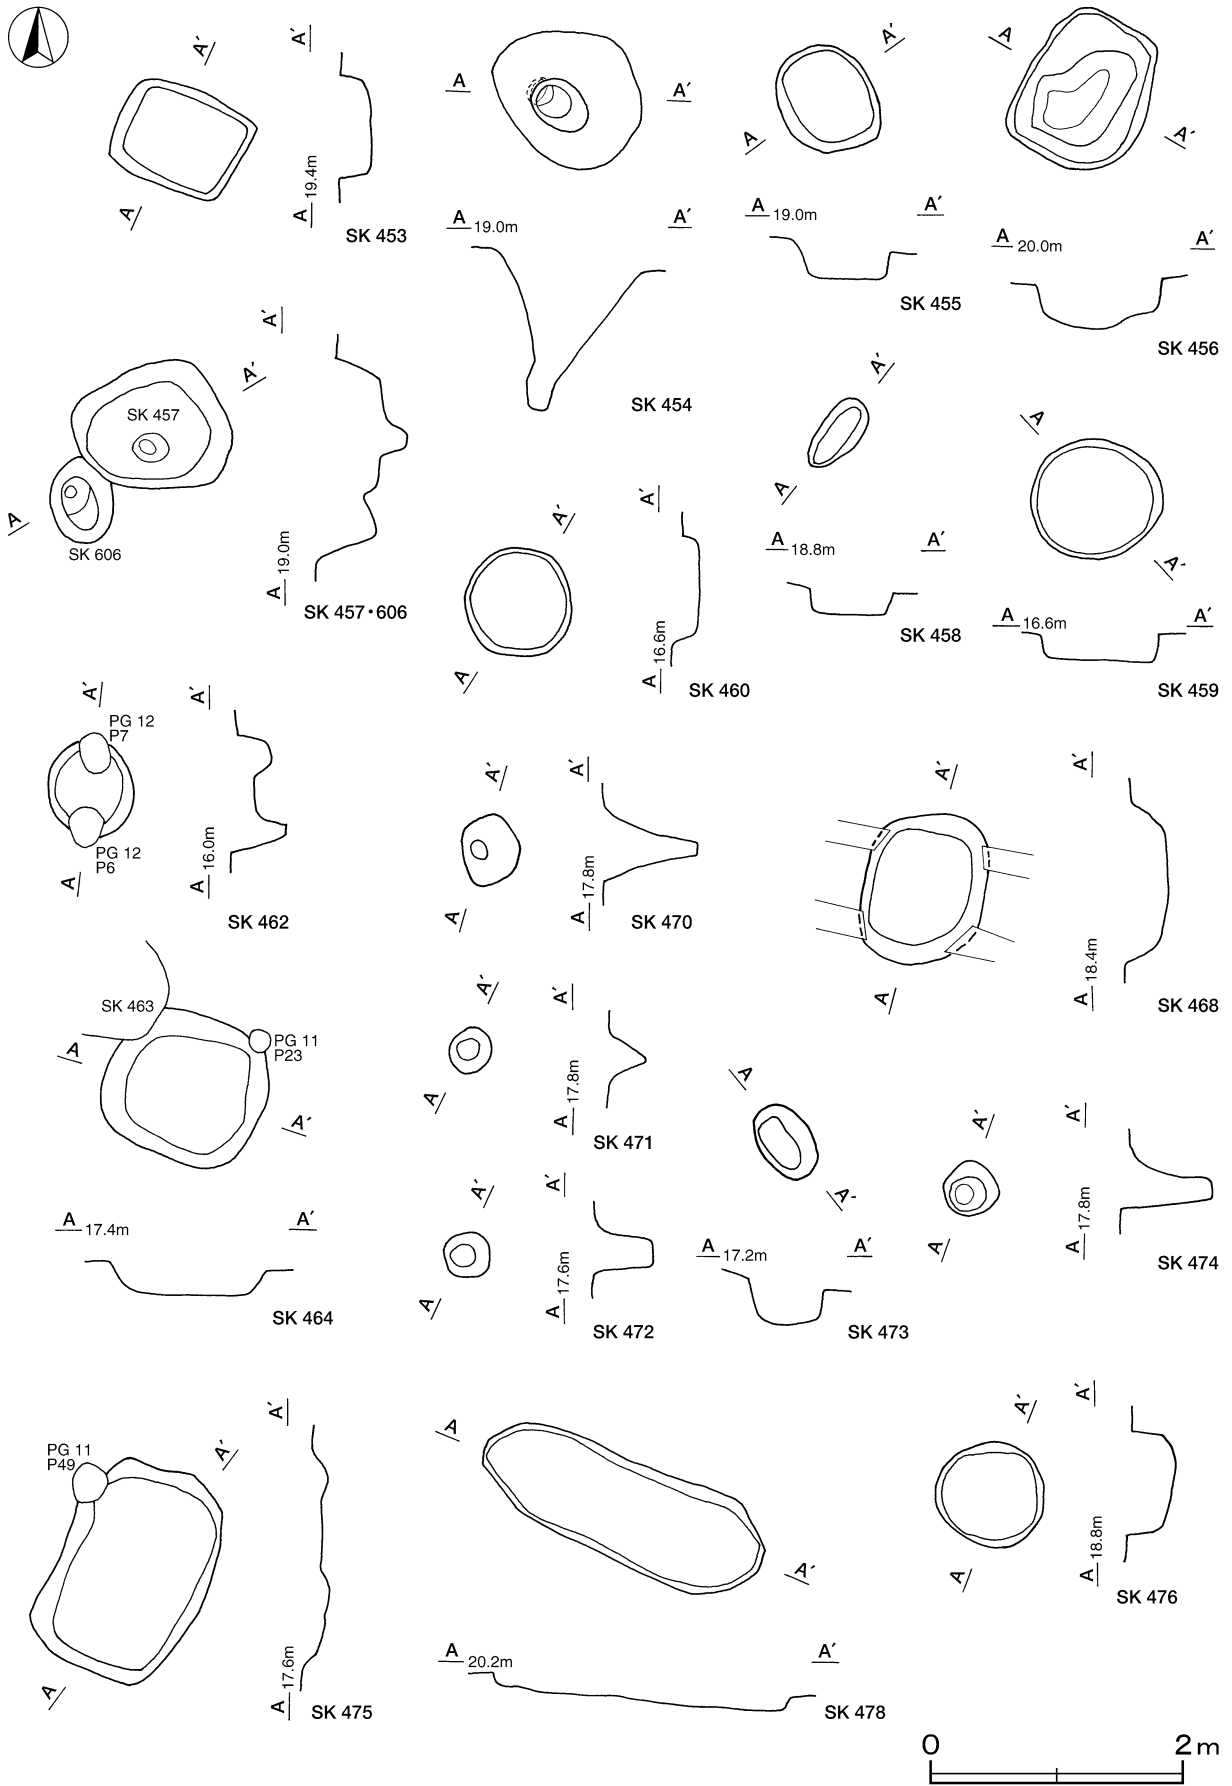 A A′
A A′ 19.4m
SK 453
A A′
A 19.0m A′
SK 454
A A′
A 19.0m A′
SK 455
A A′
A 20.0m A′
SK 456
SK 457
SK 606
A A′
A A′ 19.0m
SK 457・606
A A′
A 18.8m A′
SK 458
A A′
A 16.6m A′
SK 459
A A′
A A′ 16.6m
SK 460
PG 12
P7
PG 12
P6
A A′
A A′ 16.0m
SK 462
A A′
A A′ 17.8m
SK 470
A A′
A A′ 18.4m
SK 468
SK 463
PG 11
P23
A A′
A 17.4m A′
SK 464
A A′
A A′ 17.8m
SK 471
A A′
A A′ 17.6m
SK 472
A A′
A 17.2m A′
SK 473
A A′
A A′ 17.8m
SK 474
PG 11
P49
A A′
A A′ 17.6m
SK 475
A A′
A 20.2m A′
SK 478
A A′
A A′ 18.8m
SK 476
0 2m